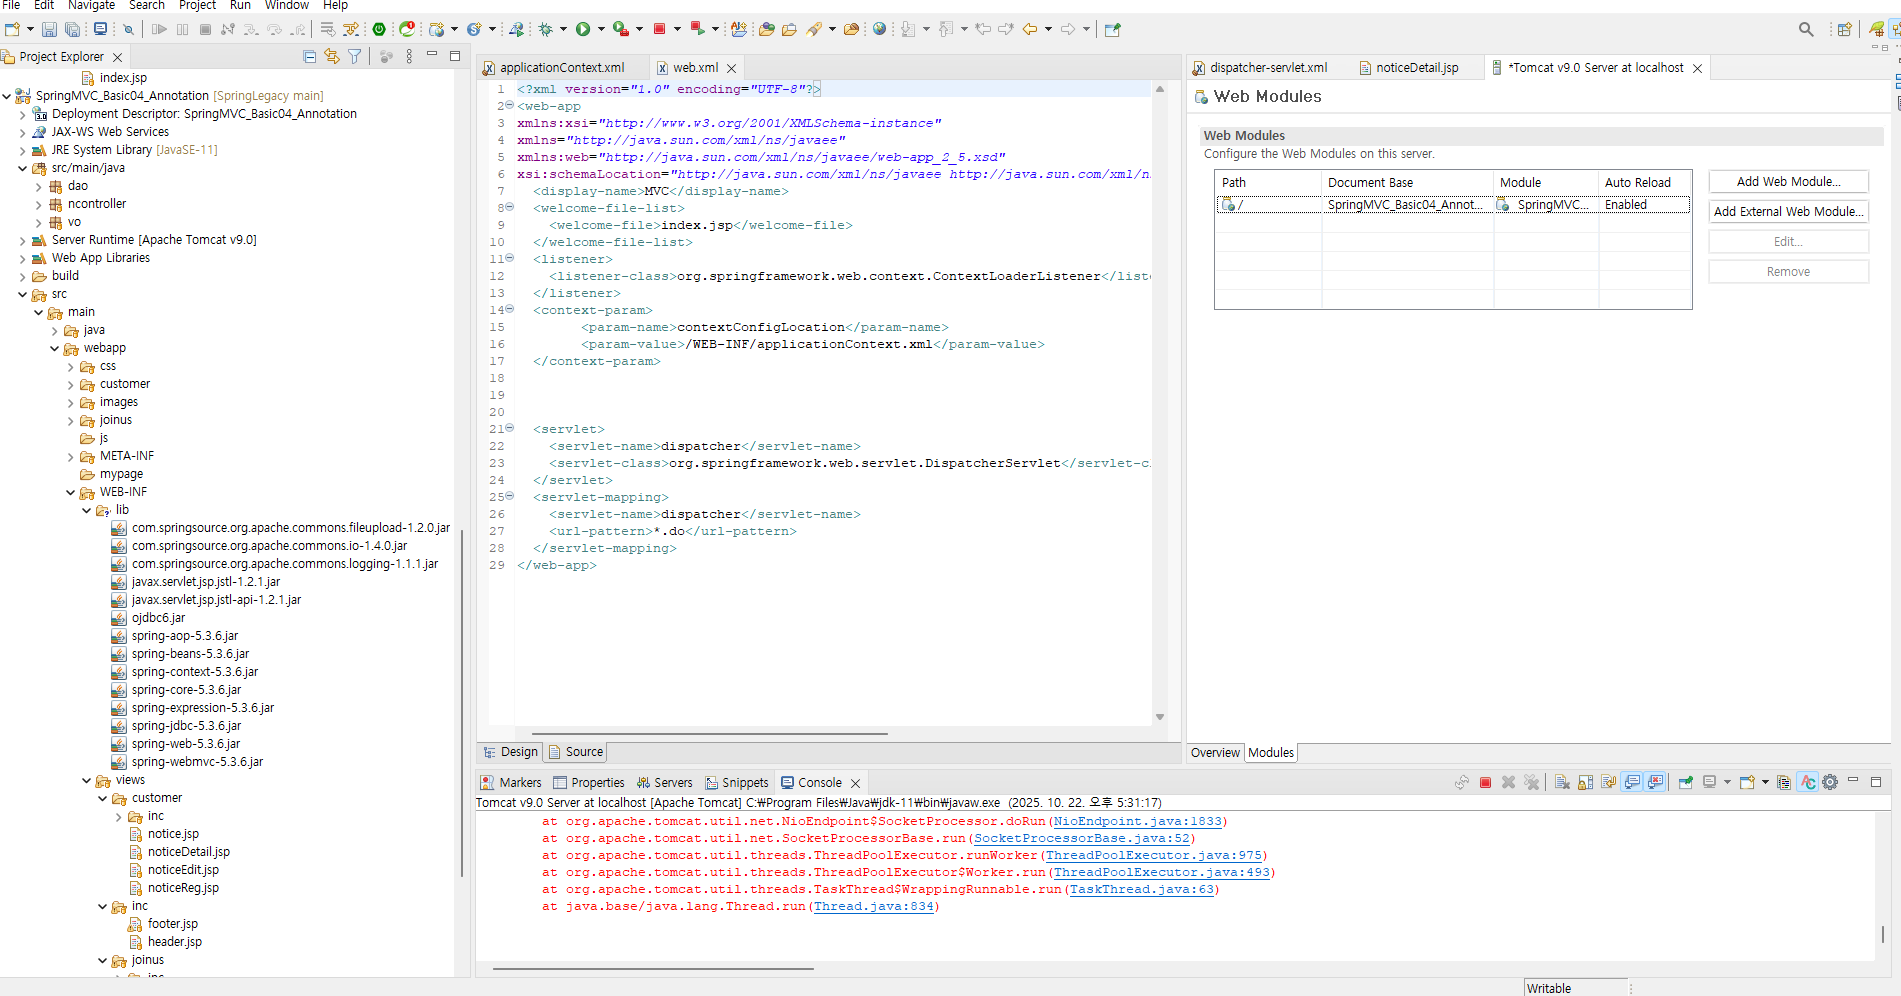 File Edit Navigate Search Project Run Window Help
Project Explorer
index.jsp
SpringMVC_Basic04_Annotation [SpringLegacy main]
Deployment Descriptor: SpringMVC_Basic04_Annotation
JAX-WS Web Services
JRE System Library [JavaSE-11]
src/main/java
dao
ncontroller
vo
Server Runtime [Apache Tomcat v9.0]
Web App Libraries
build
src
main
java
webapp
css
customer
images
joinus
js
META-INF
mypage
WEB-INF
lib
com.springsource.org.apache.commons.fileupload-1.2.0.jar
com.springsource.org.apache.commons.io-1.4.0.jar
com.springsource.org.apache.commons.logging-1.1.1.jar
javax.servlet.jsp.jstl-1.2.1.jar
javax.servlet.jsp.jstl-api-1.2.1.jar
ojdbc6.jar
spring-aop-5.3.6.jar
spring-beans-5.3.6.jar
spring-context-5.3.6.jar
spring-core-5.3.6.jar
spring-expression-5.3.6.jar
spring-jdbc-5.3.6.jar
spring-web-5.3.6.jar
spring-webmvc-5.3.6.jar
views
customer
inc
notice.jsp
noticeDetail.jsp
noticeEdit.jsp
noticeReg.jsp
inc
footer.jsp
header.jsp
joinus
inc
applicationContext.xml web.xml
1 <?xml version="1.0" encoding="UTF-8"?>
2 <web-app
3 xmlns:xsi="http://www.w3.org/2001/XMLSchema-instance"
4 xmlns="http://java.sun.com/xml/ns/javaee"
5 xmlns:web="http://java.sun.com/xml/ns/javaee/web-app_2_5.xsd"
6 xsi:schemaLocation="http://java.sun.com/xml/ns/javaee http://java.sun.com/xml/n
7 <display-name>MVC</display-name>
8 <welcome-file-list>
9 <welcome-file>index.jsp</welcome-file>
10 </welcome-file-list>
11 <listener>
12 <listener-class>org.springframework.web.context.ContextLoaderListener</liste
13 </listener>
14 <context-param>
15 <param-name>contextConfigLocation</param-name>
16 <param-value>/WEB-INF/applicationContext.xml</param-value>
17 </context-param>
18
19
20
21 <servlet>
22 <servlet-name>dispatcher</servlet-name>
23 <servlet-class>org.springframework.web.servlet.DispatcherServlet</servlet-cl
24 </servlet>
25 <servlet-mapping>
26 <servlet-name>dispatcher</servlet-name>
27 <url-pattern>*.do</url-pattern>
28 </servlet-mapping>
29 </web-app>
Design Source
dispatcher-servlet.xml noticeDetail.jsp *Tomcat v9.0 Server at localhost
Web Modules
Web Modules
Configure the Web Modules on this server.
Path Document Base Module Auto Reload
/ SpringMVC_Basic04_Annot... SpringMVC... Enabled
Add Web Module...
Add External Web Module...
Edit...
Remove
Overview Modules
Markers Properties Servers Snippets Console
Tomcat v9.0 Server at localhost [Apache Tomcat] C:₩Program Files₩Java₩jdk-11₩bin₩javaw.exe (2025. 10. 22. 오후 5:31:17)
at org.apache.tomcat.util.net.NioEndpoint$SocketProcessor.doRun(NioEndpoint.java:1833)
at org.apache.tomcat.util.net.SocketProcessorBase.run(SocketProcessorBase.java:52)
at org.apache.tomcat.util.threads.ThreadPoolExecutor.runWorker(ThreadPoolExecutor.java:975)
at org.apache.tomcat.util.threads.ThreadPoolExecutor$Worker.run(ThreadPoolExecutor.java:493)
at org.apache.tomcat.util.threads.TaskThread$WrappingRunnable.run(TaskThread.java:63)
at java.base/java.lang.Thread.run(Thread.java:834)
Writable